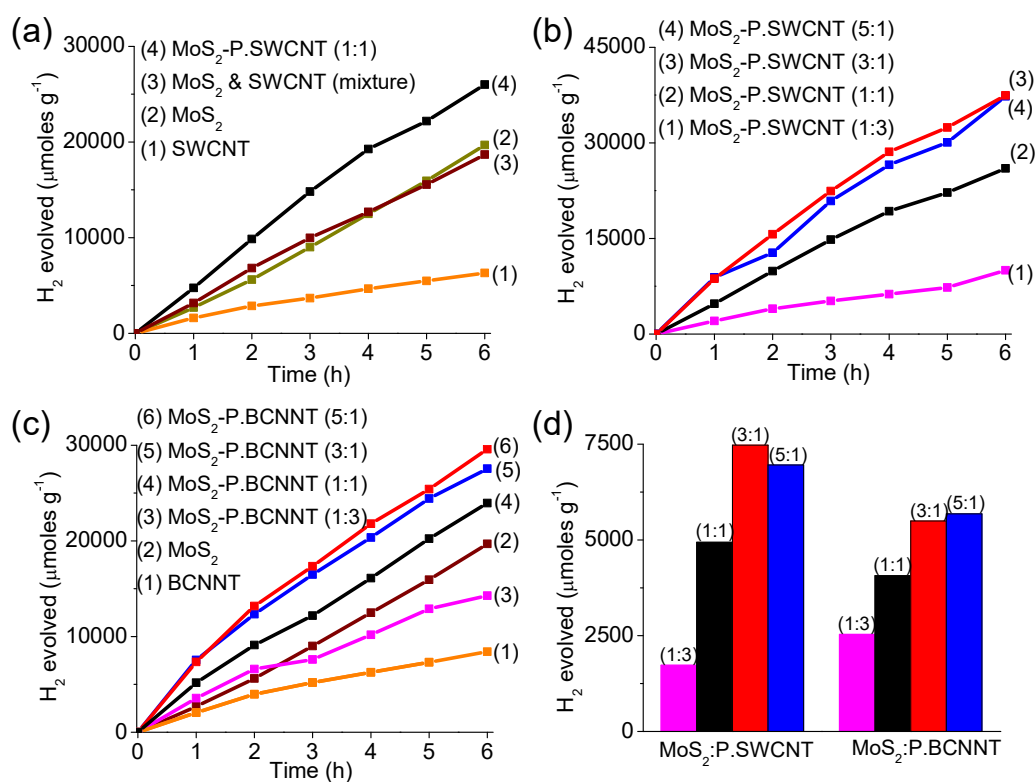 (a)
(4) MoS2-P.SWCNT (1:1)
(3) MoS2 & SWCNT (mixture)
(2) MoS2
(1) SWCNT
H2 evolved (μmoles g-1)
30000
20000
10000
0
(4)
(2)
(3)
(1)
0 1 2 3 4 5 6
Time (h)
(b)
(4) MoS2-P.SWCNT (5:1)
(3) MoS2-P.SWCNT (3:1)
(2) MoS2-P.SWCNT (1:1)
(1) MoS2-P.SWCNT (1:3)
H2 evolved (μmoles g-1)
45000
30000
15000
0
(3)
(4)
(2)
(1)
0 1 2 3 4 5 6
Time (h)
(c)
(6) MoS2-P.BCNNT (5:1)
(5) MoS2-P.BCNNT (3:1)
(4) MoS2-P.BCNNT (1:1)
(3) MoS2-P.BCNNT (1:3)
(2) MoS2
(1) BCNNT
H2 evolved (μmoles g-1)
30000
20000
10000
0
(6)
(5)
(4)
(2)
(3)
(1)
0 1 2 3 4 5 6
Time (h)
(d)
H2 evolved (μmoles g-1)
7500
5000
2500
0
(1:3)
(1:1)
(3:1)
(5:1)
(1:3)
(1:1)
(3:1)
(5:1)
MoS2:P.SWCNT
MoS2:P.BCNNT